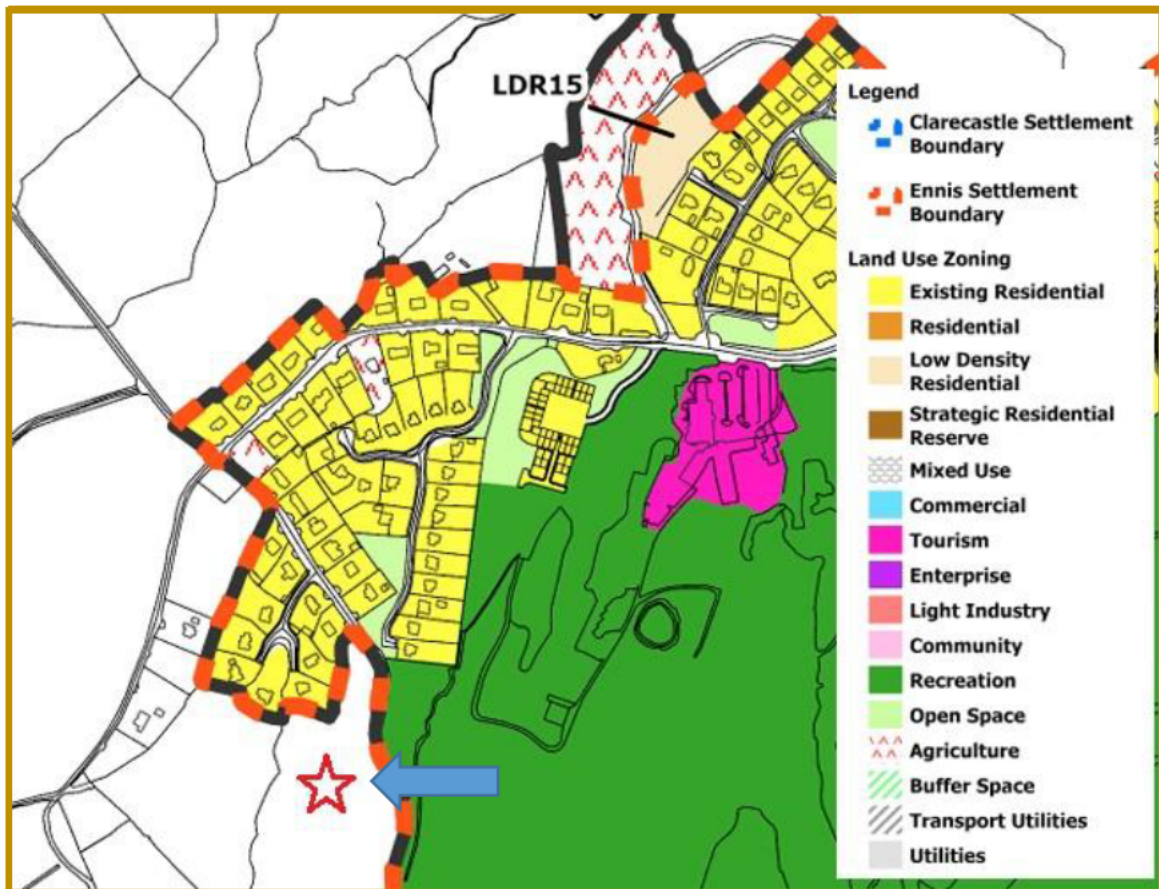 LDR15
Legend
Clarecastle Settlement
Boundary
Ennis Settlement
Boundary
Land Use Zoning
Existing Residential
Residential
Low Density
Residential
Strategic Residential
Reserve
Mixed Use
Commercial
Tourism
Enterprise
Light Industry
Community
Recreation
Open Space
Agriculture
Buffer Space
Transport Utilities
Utilities